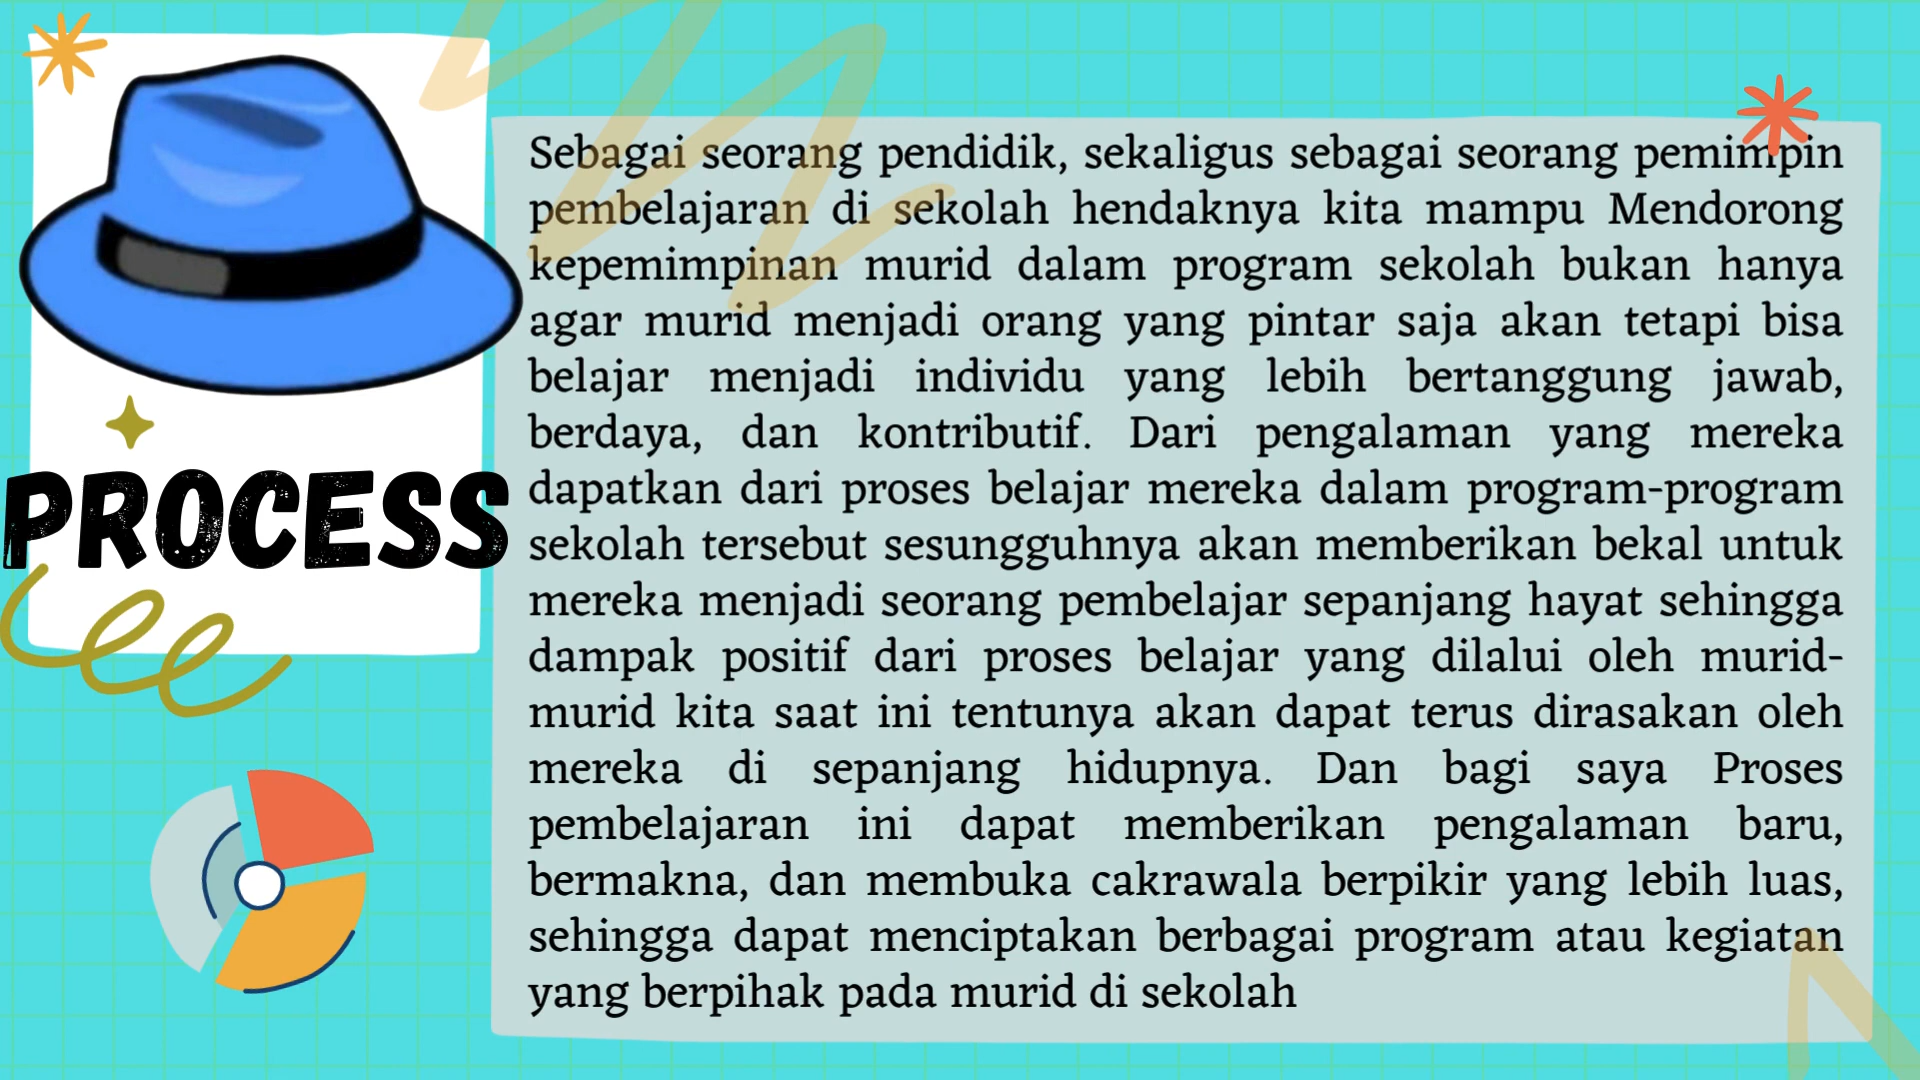 PROCESS
Sebagai seorang pendidik, sekaligus sebagai seorang pemimpin
pembelajaran di sekolah hendaknya kita mampu Mendorong
kepemimpinan murid dalam program sekolah bukan hanya
agar murid menjadi orang yang pintar saja akan tetapi bisa
belajar menjadi individu yang lebih bertanggung jawab,
berdaya, dan kontributif. Dari pengalaman yang mereka
dapatkan dari proses belajar mereka dalam program-program
sekolah tersebut sesungguhnya akan memberikan bekal untuk
mereka menjadi seorang pembelajar sepanjang hayat sehingga
dampak positif dari proses belajar yang dilalui oleh murid-
murid kita saat ini tentunya akan dapat terus dirasakan oleh
mereka di sepanjang hidupnya. Dan bagi saya Proses
pembelajaran ini dapat memberikan pengalaman baru,
bermakna, dan membuka cakrawala berpikir yang lebih luas,
sehingga dapat menciptakan berbagai program atau kegiatan
yang berpihak pada murid di sekolah